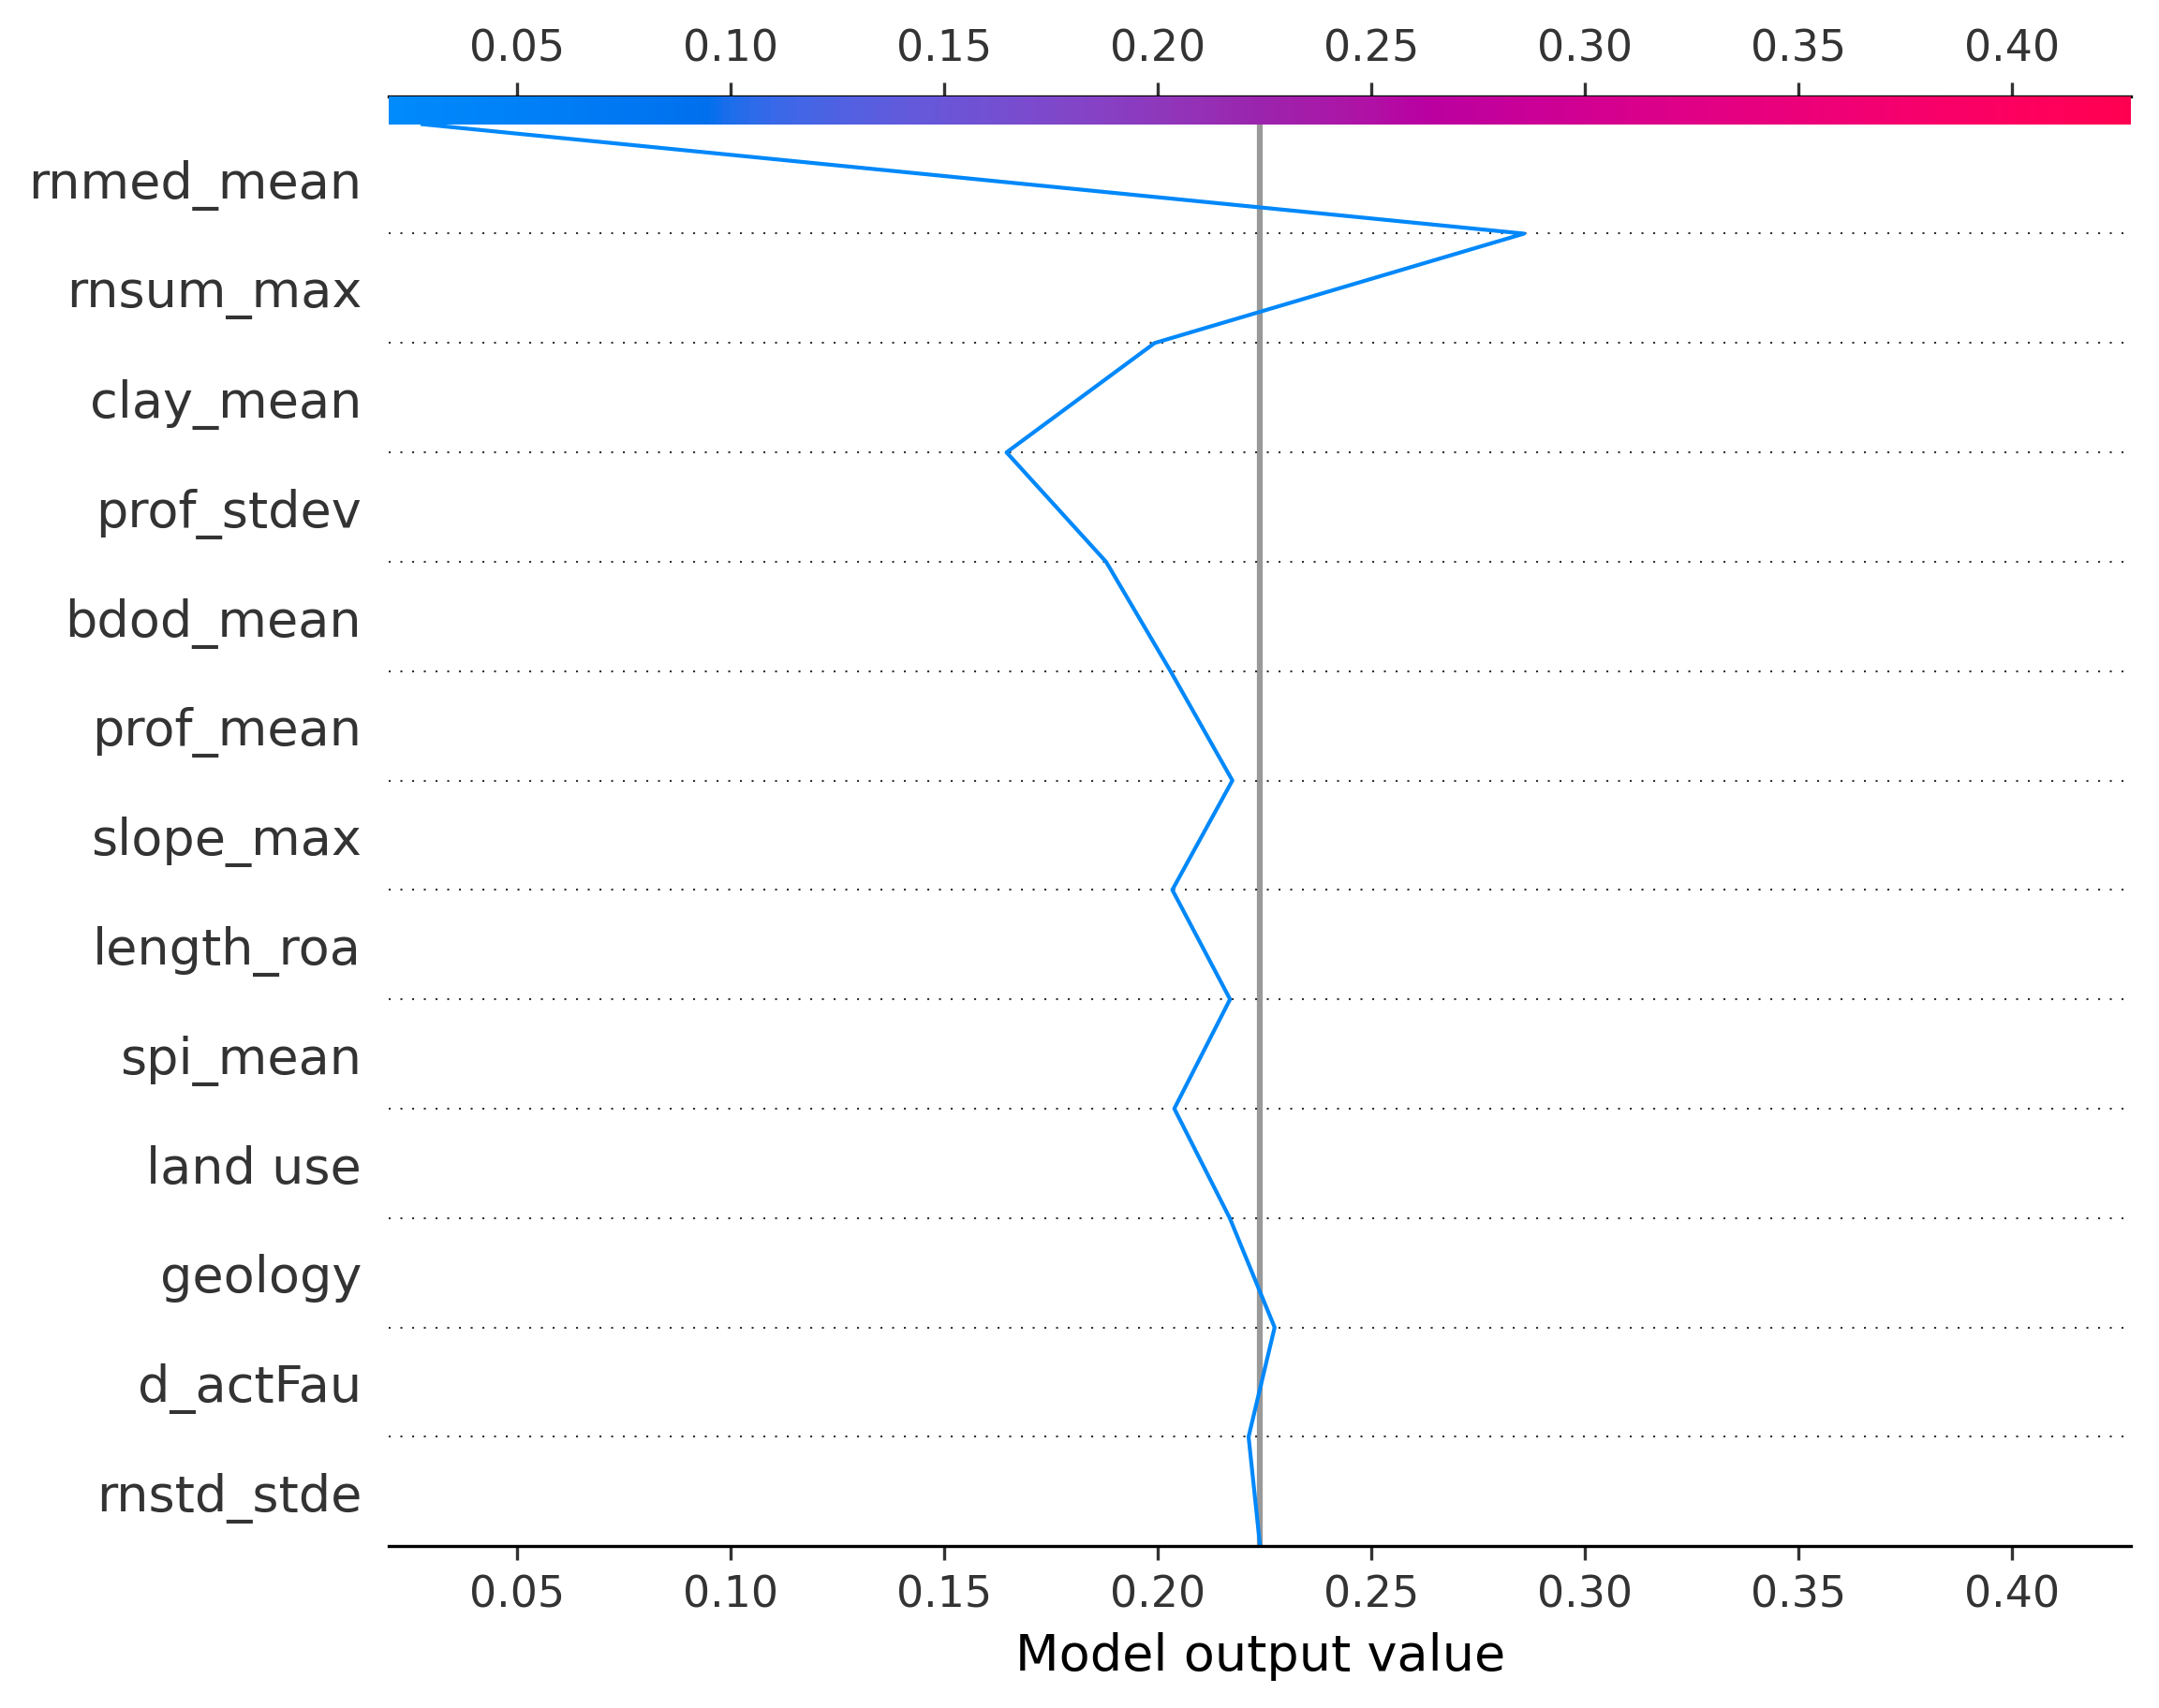 0.05 0.10 0.15 0.20 0.25 0.30 0.35 0.40
rnmed_mean
rnsum_max
clay_mean
prof_stdev
bdod_mean
prof_mean
slope_max
length_roa
spi_mean
land use
geology
d_actFau
rnstd_stde
0.05 0.10 0.15 0.20 0.25 0.30 0.35 0.40
Model output value